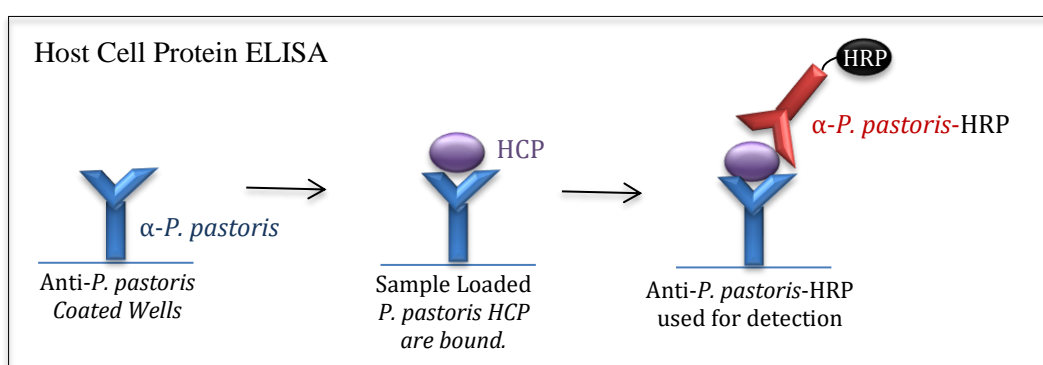 Host Cell Protein ELISA
HRP
α-P. pastoris-HRP
HCP
α-P. pastoris
Anti-P. pastoris
Coated Wells
Sample Loaded
P. pastoris HCP
are bound.
Anti-P. pastoris-HRP
used for detection